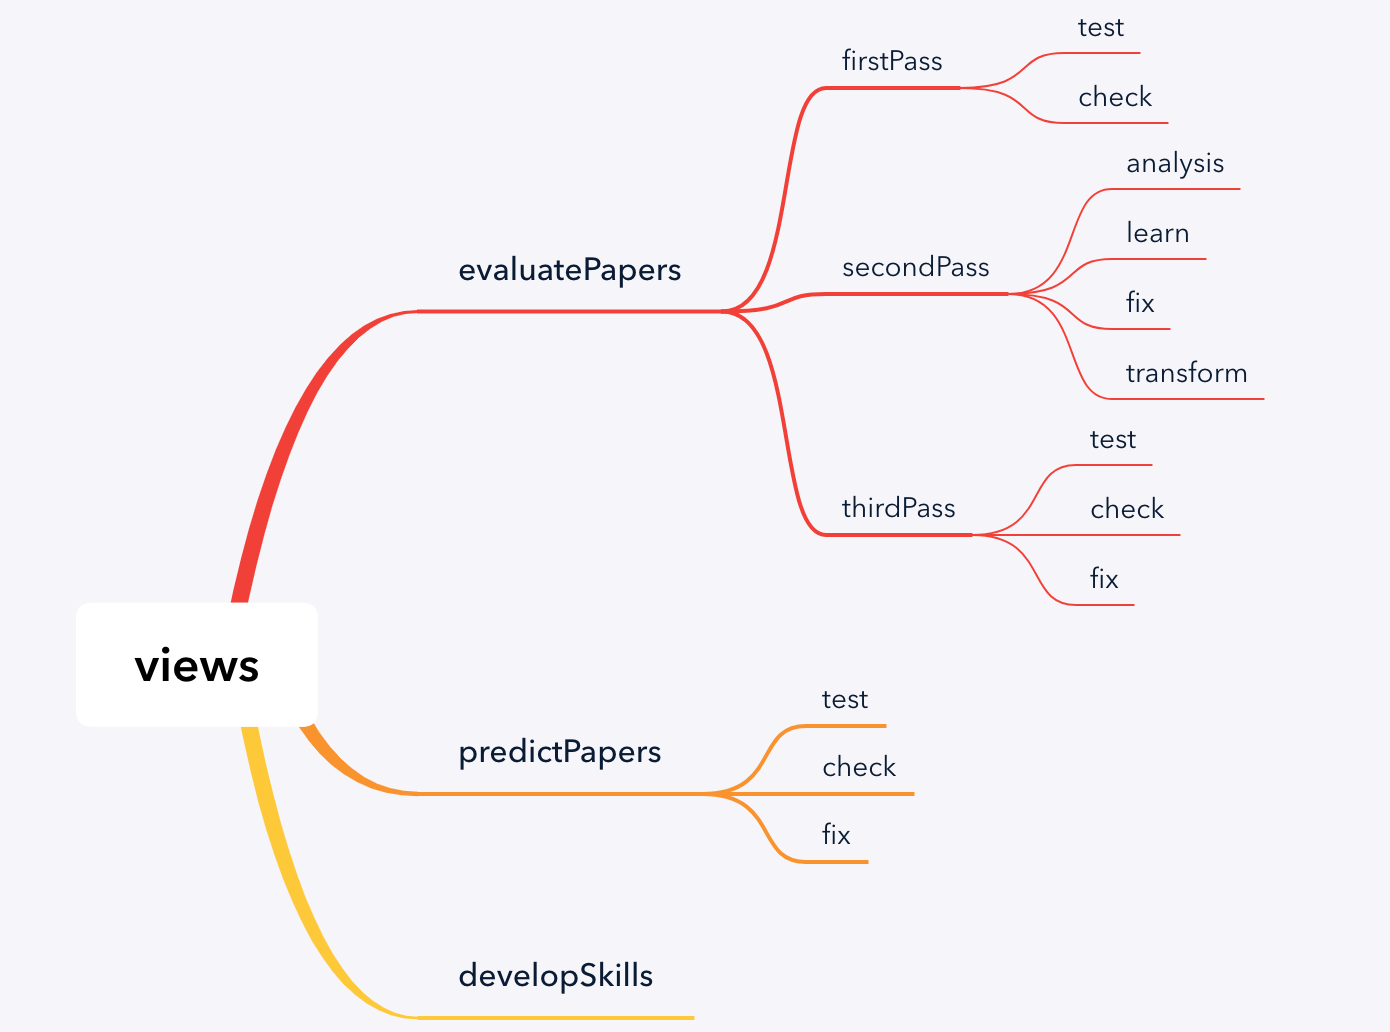 views
evaluatePapers
firstPass
test
check
secondPass
analysis
learn
fix
transform
thirdPass
test
check
fix
predictPapers
test
check
fix
developSkills